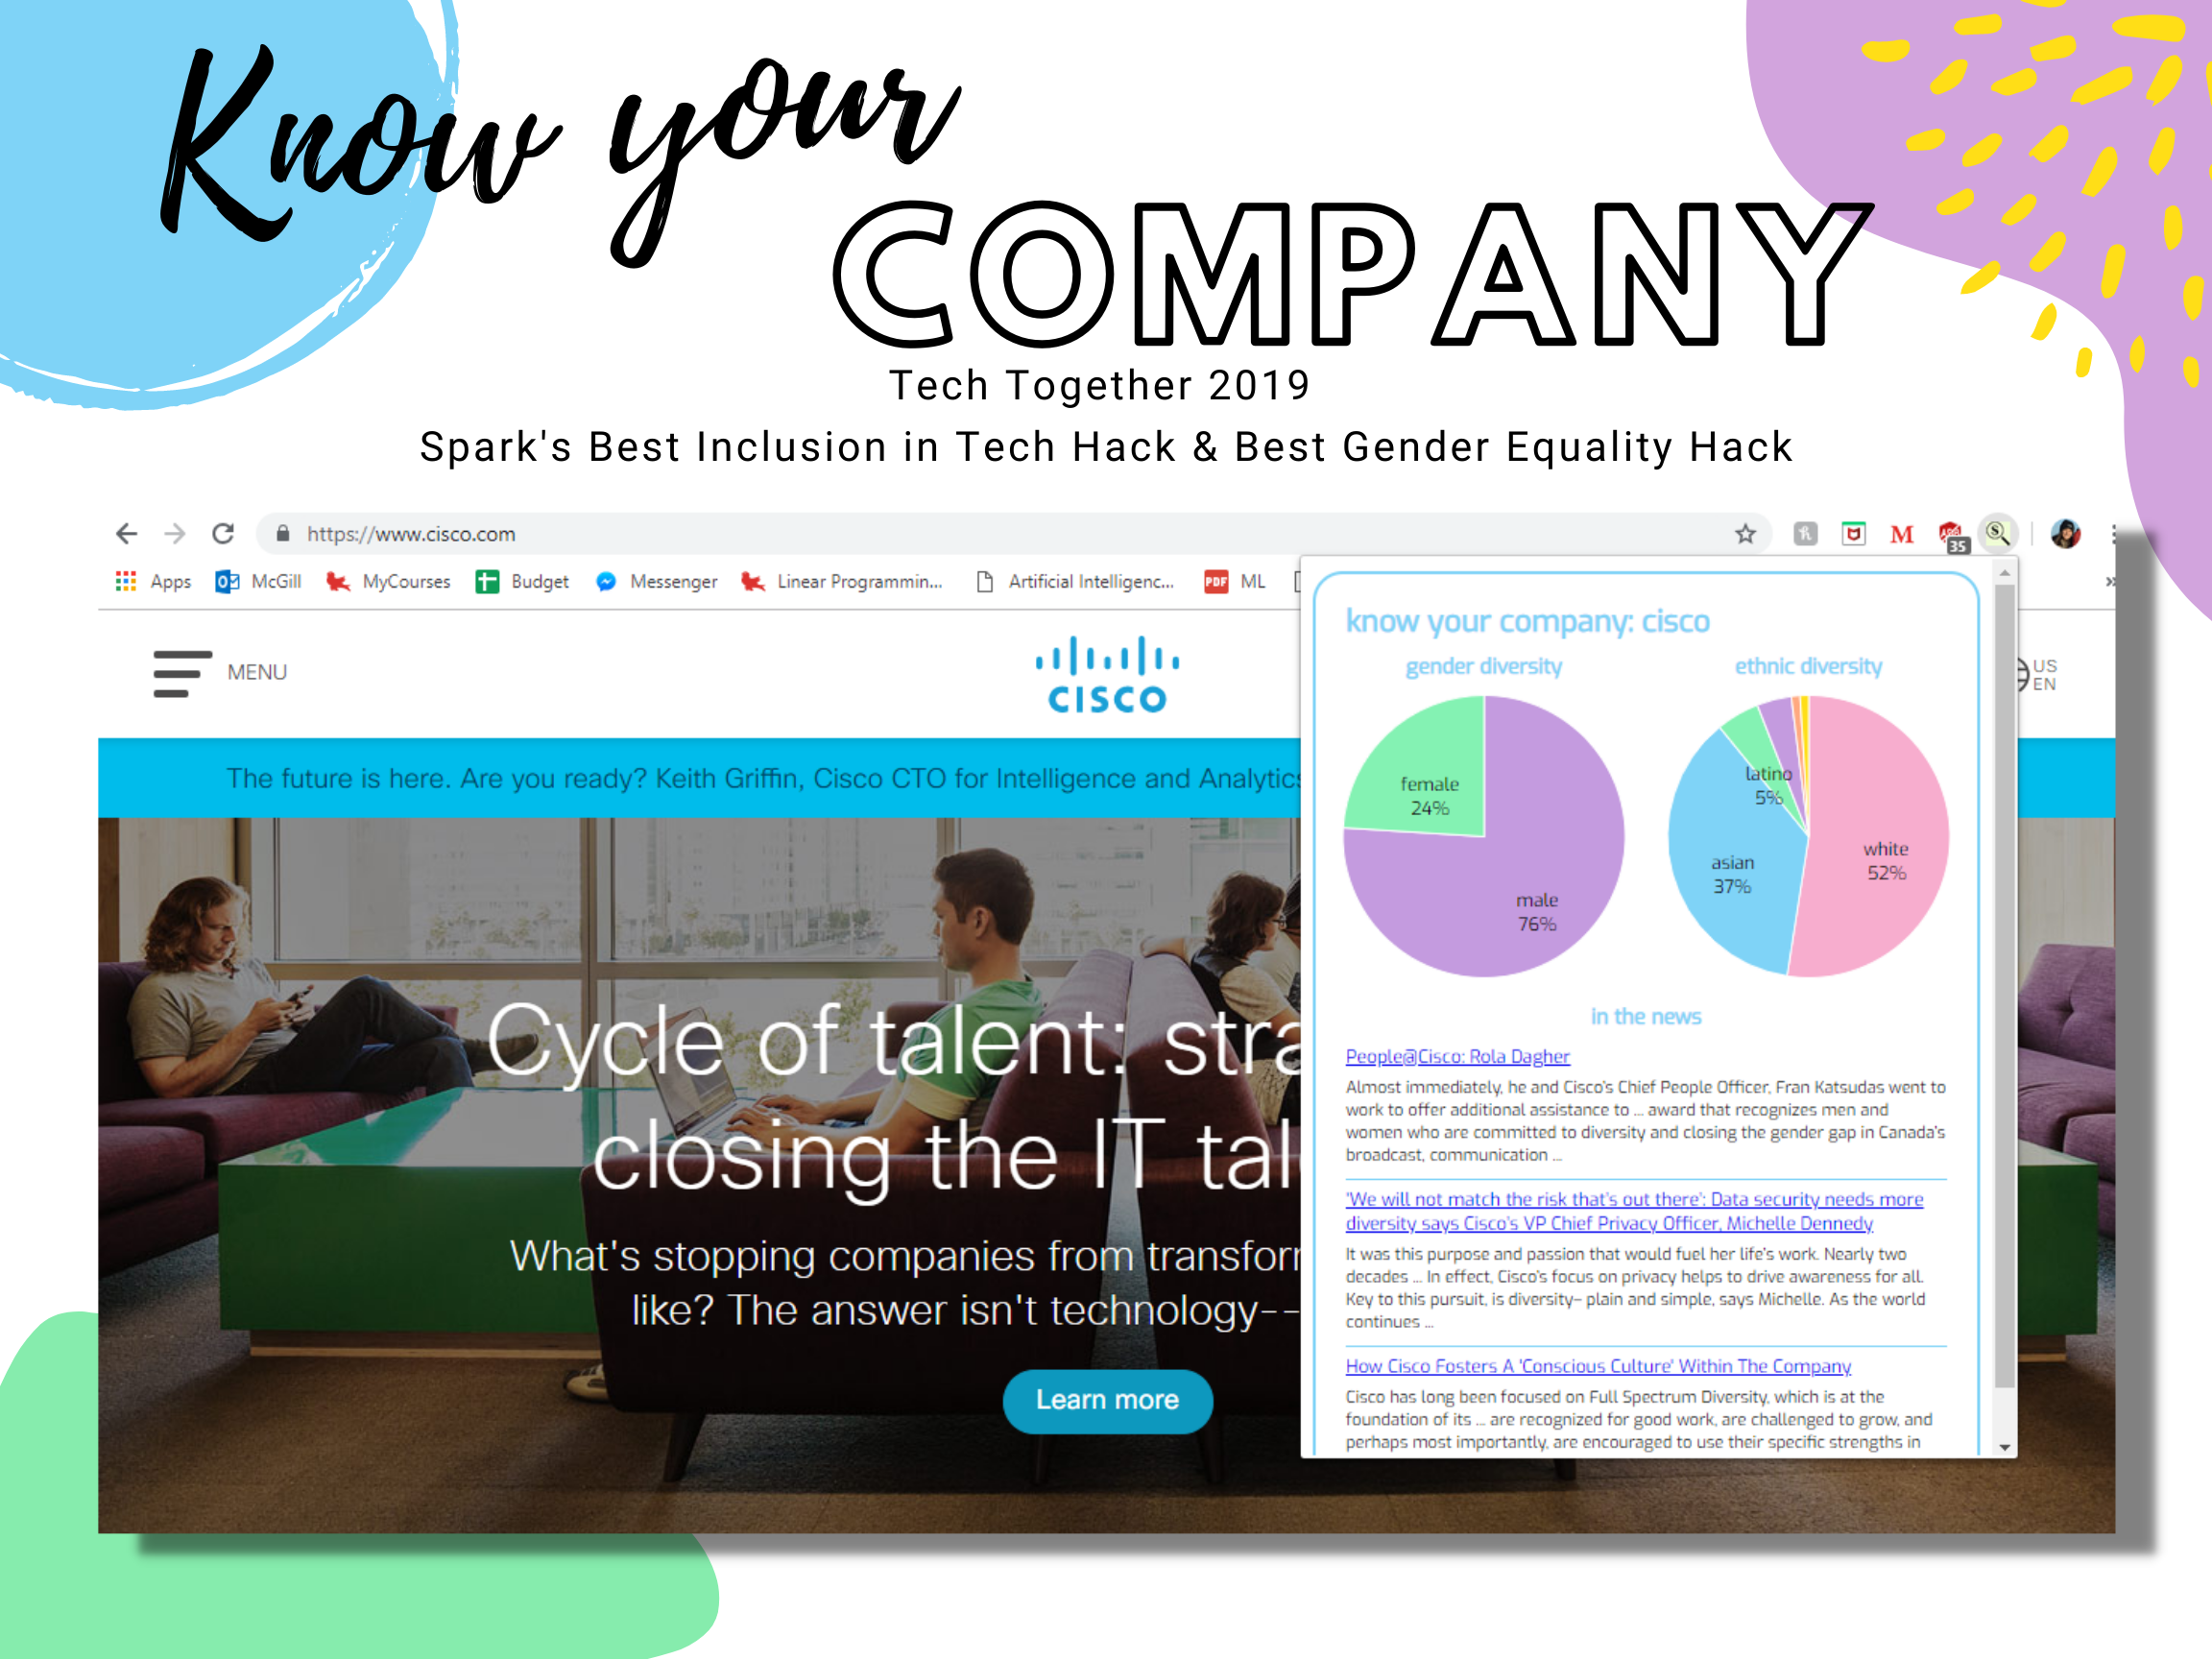 Know your
COMPANY
Tech Together 2019
Spark's Best Inclusion in Tech Hack & Best Gender Equality Hack
https://www.cisco.com
35
Apps McGill MyCourses Budget Messenger Linear Programmin... Artificial Intelligenc... PDF ML
MENU
CISCO
US
EN
The future is here. Are you ready? Keith Griffin, Cisco CTO for Intelligence and Analytics
Cycle of talent: stra
closing the IT tal
What's stopping companies from transfor
like? The answer isn't technology--
Learn more
know your company: cisco
gender diversity
female
24%
male
76%
ethnic diversity
latino
5%
asian
37%
white
52%
in the news
People@Cisco: Rola Dagher
Almost immediately, he and Cisco's Chief People Officer, Fran Katsudas went to
work to offer additional assistance to ... award that recognizes men and
women who are committed to diversity and closing the gender gap in Canada's
broadcast, communication ...
'We will not match the risk that's out there': Data security needs more
diversity says Cisco's VP Chief Privacy Officer, Michelle Dennedy
It was this purpose and passion that would fuel her life's work. Nearly two
decades ... In effect, Cisco's focus on privacy helps to drive awareness for all.
Key to this pursuit, is diversity– plain and simple, says Michelle. As the world
continues ...
How Cisco Fosters A 'Conscious Culture' Within The Company
Cisco has long been focused on Full Spectrum Diversity, which is at the
foundation of its ... are recognized for good work, are challenged to grow, and
perhaps most importantly, are encouraged to use their specific strengths in